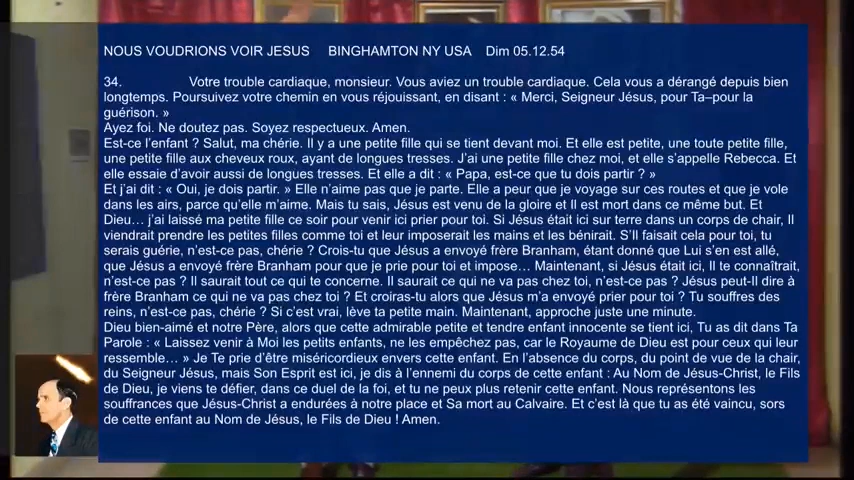 NOUS VOUDRIONS VOIR JESUS BINGHAMTON NY USA Dim 05.12.54
34. Votre trouble cardiaque, monsieur. Vous aviez un trouble cardiaque. Cela vous a dérangé depuis bien
longtemps. Poursuivez votre chemin en vous réjouissant, en disant : « Merci, Seigneur Jésus, pour Ta–pour la
guérison. »
Ayez foi. Ne doutez pas. Soyez respectueux. Amen.
Est-ce l'enfant ? Salut, ma chérie. Il y a une petite fille qui se tient devant moi. Et elle est petite, une toute petite fille,
une petite fille aux cheveux roux, ayant de longues tresses. J'ai une petite fille chez moi, et elle s'appelle Rebecca. Et
elle essaie d'avoir aussi de longues tresses. Et elle a dit : « Papa, est-ce que tu dois partir ? »
Et j'ai dit : « Oui, je dois partir. » Elle n'aime pas que je parte. Elle a peur que je voyage sur ces routes et que je vole
dans les airs, parce qu'elle m'aime. Mais tu sais, Jésus est venu de la gloire et Il est mort dans ce même but. Et
Dieu… j'ai laissé ma petite fille ce soir pour venir ici prier pour toi. Si Jésus était ici sur terre dans un corps de chair, Il
viendrait prendre les petites filles comme toi et leur imposerait les mains et les bénirait. S'Il faisait cela pour toi, tu
serais guérie, n'est-ce pas, chérie ? Crois-tu que Jésus a envoyé frère Branham, étant donné que Lui s'en est allé,
que Jésus a envoyé frère Branham pour que je prie pour toi et impose… Maintenant, si Jésus était ici, Il te connaîtrait,
n'est-ce pas ? Il saurait tout ce qui te concerne. Il saurait ce qui ne va pas chez toi, n'est-ce pas ? Jésus peut-Il dire à
frère Branham ce qui ne va pas chez toi ? Et croiras-tu alors que Jésus m'a envoyé prier pour toi ? Tu souffres des
reins, n'est-ce pas, chérie ? Si c'est vrai, lève ta petite main. Maintenant, approche juste une minute.
Dieu bien-aimé et notre Père, alors que cette admirable petite et tendre enfant innocente se tient ici, Tu as dit dans Ta
Parole : « Laissez venir à Moi les petits enfants, ne les empêchez pas, car le Royaume de Dieu est pour ceux qui leur
ressemble… » Je Te prie d'être miséricordieux envers cette enfant. En l'absence du corps, du point de vue de la chair,
du Seigneur Jésus, mais Son Esprit est ici, je dis à l'ennemi du corps de cette enfant : Au Nom de Jésus-Christ, le Fils
de Dieu, je viens te défier, dans ce duel de la foi, et tu ne peux plus retenir cette enfant. Nous représentons les
souffrances que Jésus-Christ a endurées à notre place et Sa mort au Calvaire. Et c'est là que tu as été vaincu, sors
de cette enfant au Nom de Jésus, le Fils de Dieu ! Amen.